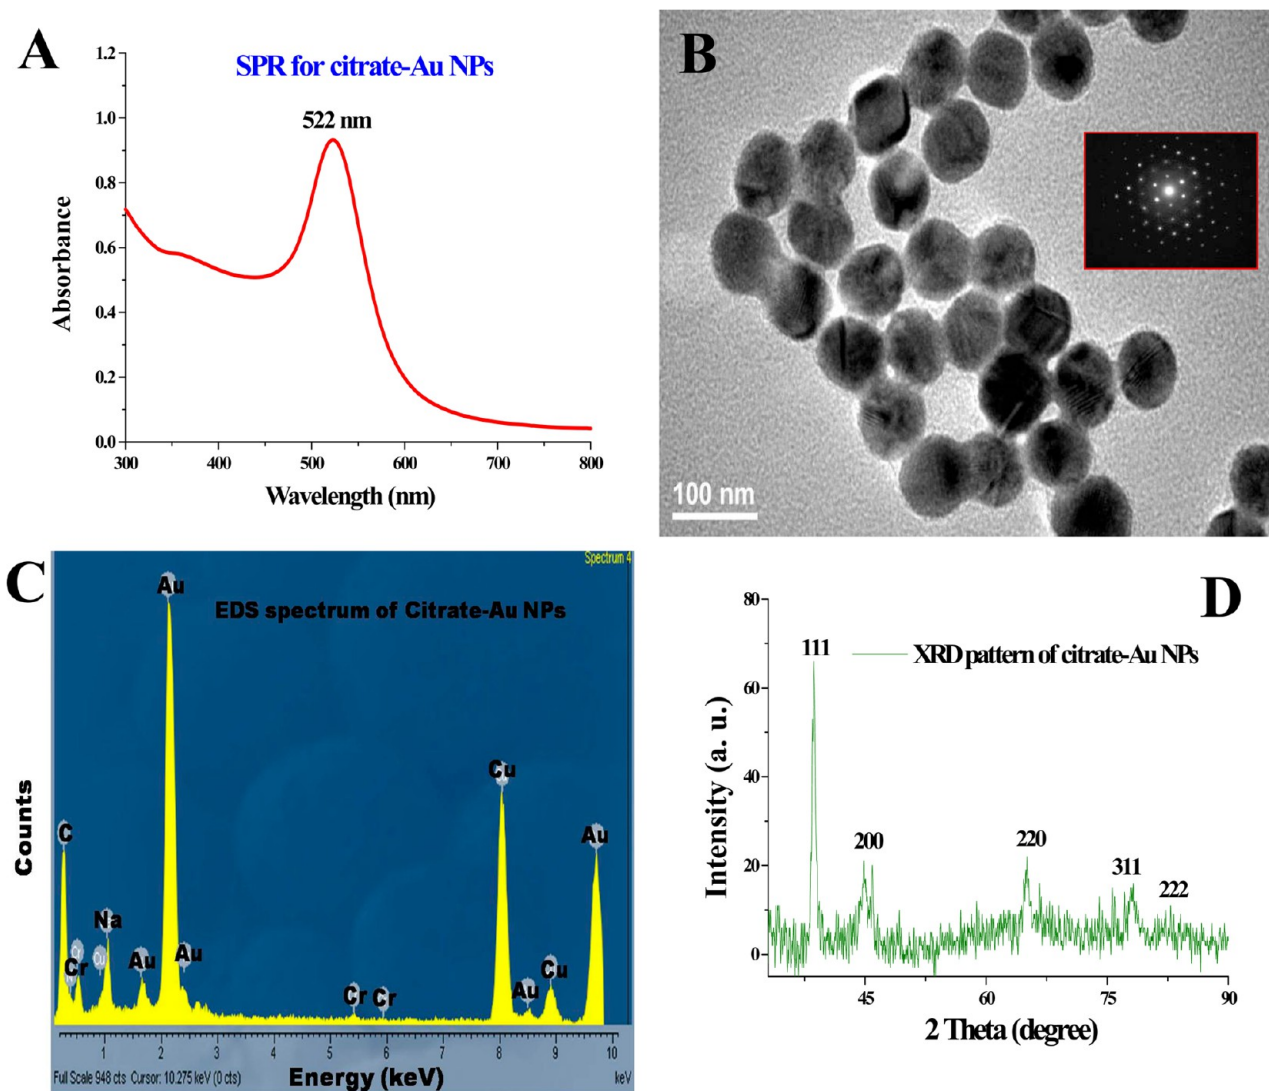 A
SPR for citrate-Au NPs
522 nm
1.2
1.0
0.8
0.6
0.4
0.2
0.0
Absorbance
300 400 500 600 700 800
Wavelength (nm)
B
100 nm
C
Spectrum 4
EDS spectrum of Citrate-Au NPs
Au
Cu
Au
C
Na
Cr
Cu
Cr
Au
Au
Cr
Cr
Au
Cu
Counts
1 2 3 4 5 6 7 8 9 10
Full Scale 948 cts Cursor: 10.275 keV (0 cts)
Energy (keV)
keV
D
80
60
40
20
0
Intensity (a. u.)
XRD pattern of citrate-Au NPs
111
200
220
311
222
45 60 75 90
2 Theta (degree)